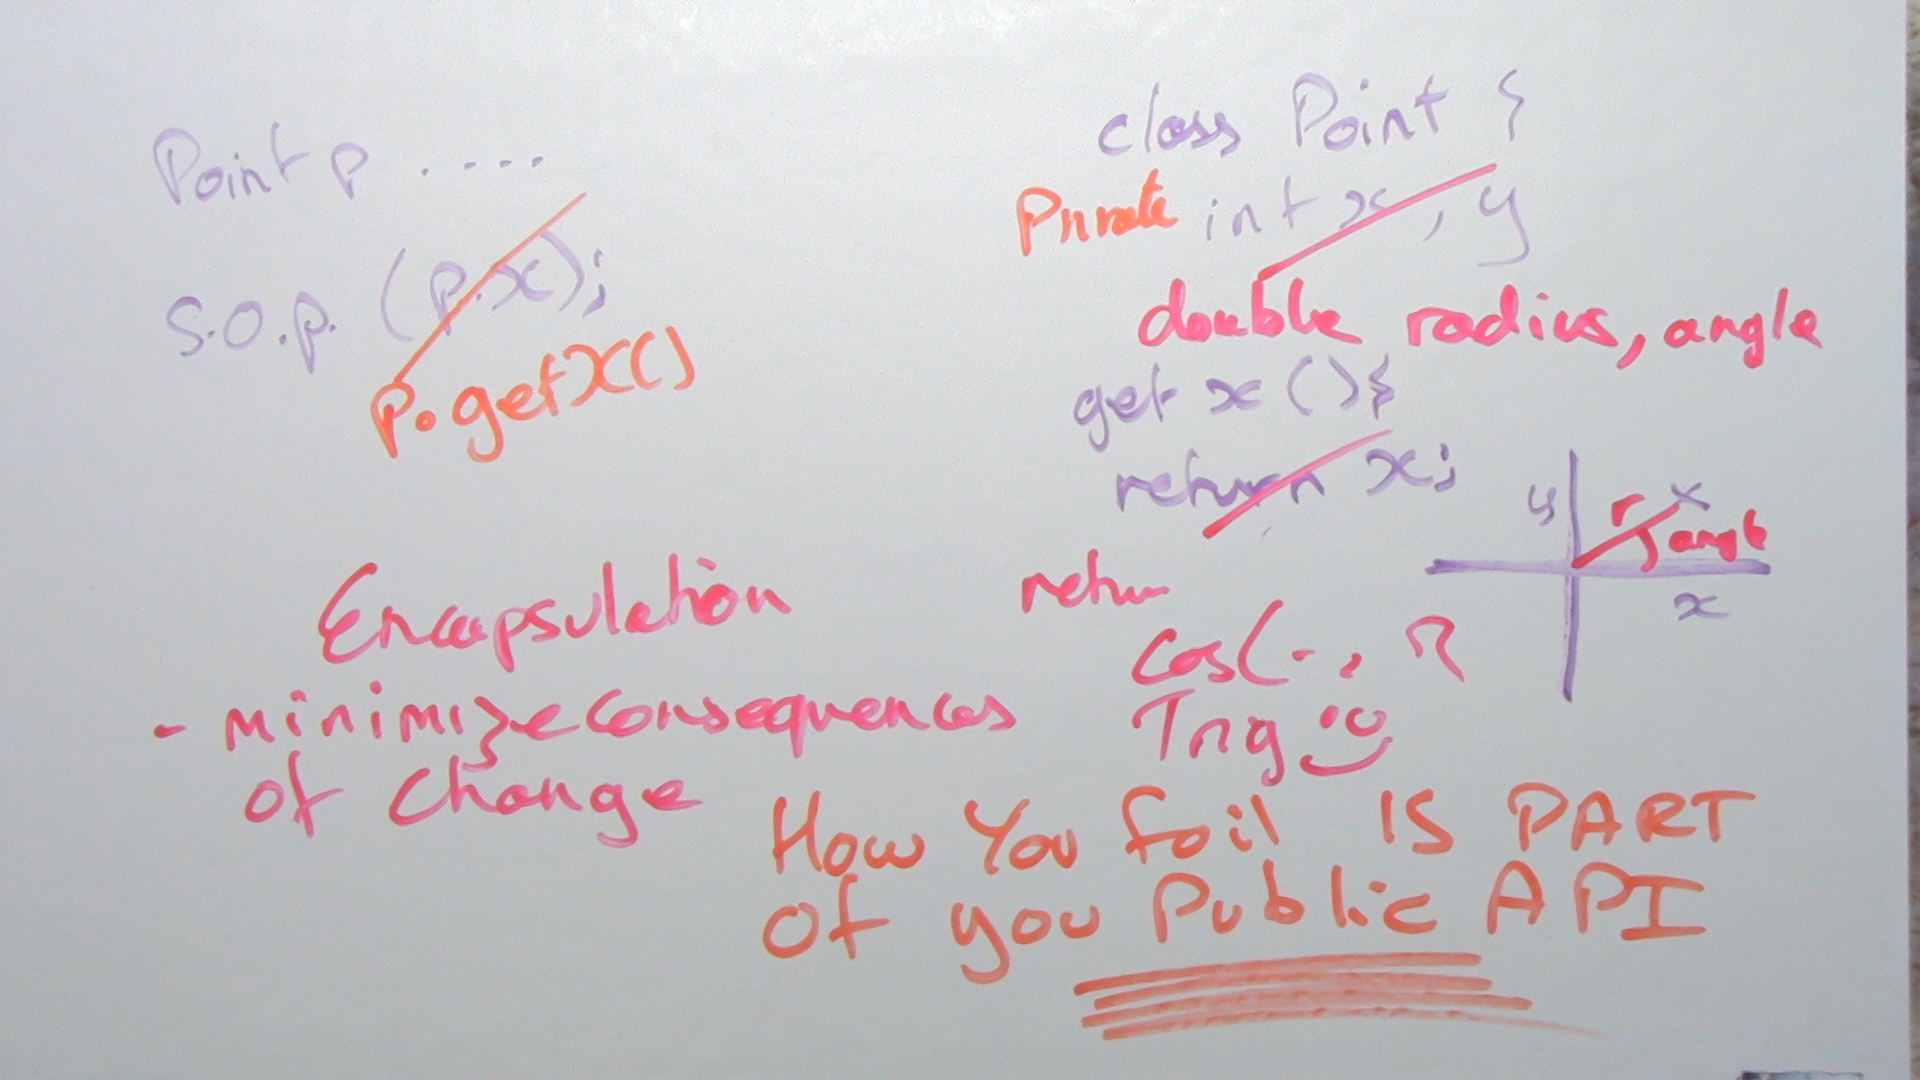 Point p . . . . .
S.O.p. (p.x);
p.getX()
class Point {
Private int x, y
double radius, angle
get x () {
return x;
y
r x
angle
x
return
cos(- , 
Trig
Encapsulation
- minimize consequences
of change
How You fail IS PART
of you Public API